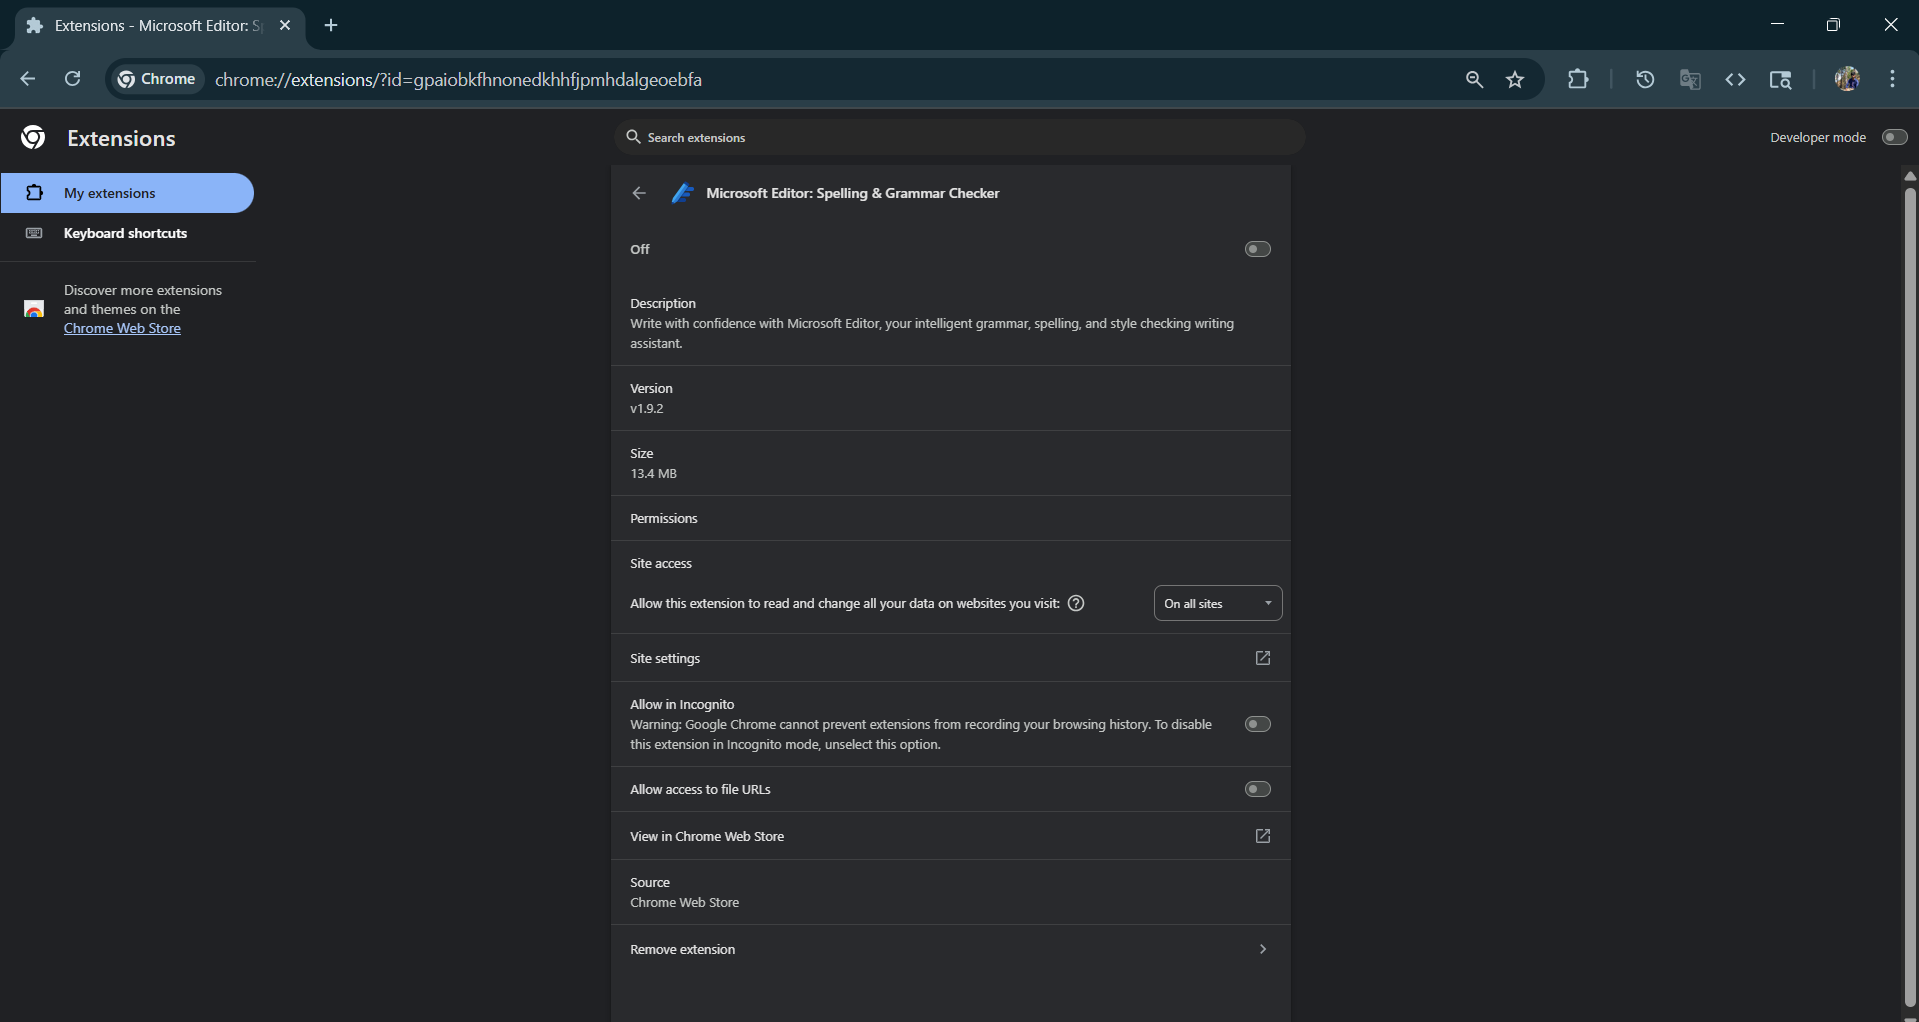 Extensions - Microsoft Editor: S
Chrome
chrome://extensions/?id=gpaiobkfhnonedkhhfjpmhdalgeoebfa
Extensions
Search extensions
Developer mode
My extensions
Keyboard shortcuts
Discover more extensions
and themes on the
Chrome Web Store
Microsoft Editor: Spelling & Grammar Checker
Off
Description
Write with confidence with Microsoft Editor, your intelligent grammar, spelling, and style checking writing
assistant.
Version
v1.9.2
Size
13.4 MB
Permissions
Site access
Allow this extension to read and change all your data on websites you visit:
On all sites
Site settings
Allow in Incognito
Warning: Google Chrome cannot prevent extensions from recording your browsing history. To disable
this extension in Incognito mode, unselect this option.
Allow access to file URLs
View in Chrome Web Store
Source
Chrome Web Store
Remove extension